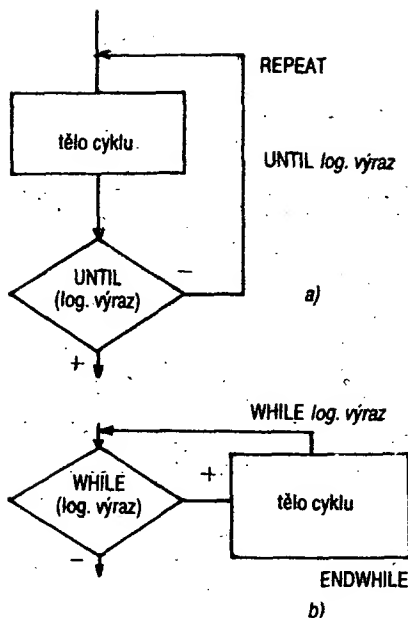 REPEAT
tělo cyklu
UNTIL log. výraz
UNTIL
(log. výraz)
–
a)
+
WHILE log. výraz
WHILE
(log. výraz)
+
tělo cyklu
–
ENDWHILE
b)